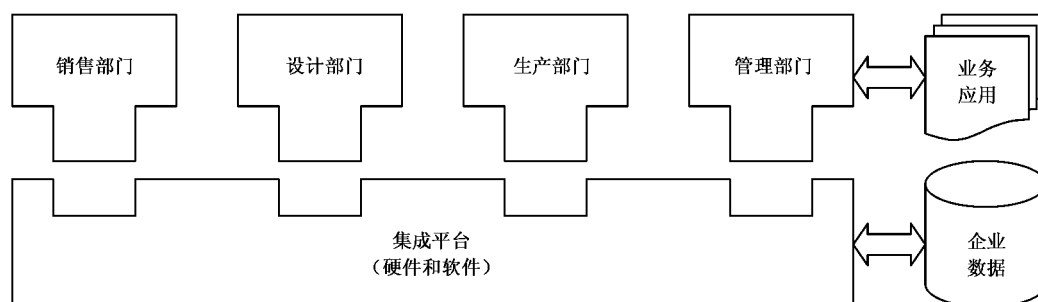 销售部门
设计部门
生产部门
管理部门
业务
应用
集成平台
（硬件和软件）
企业
数据